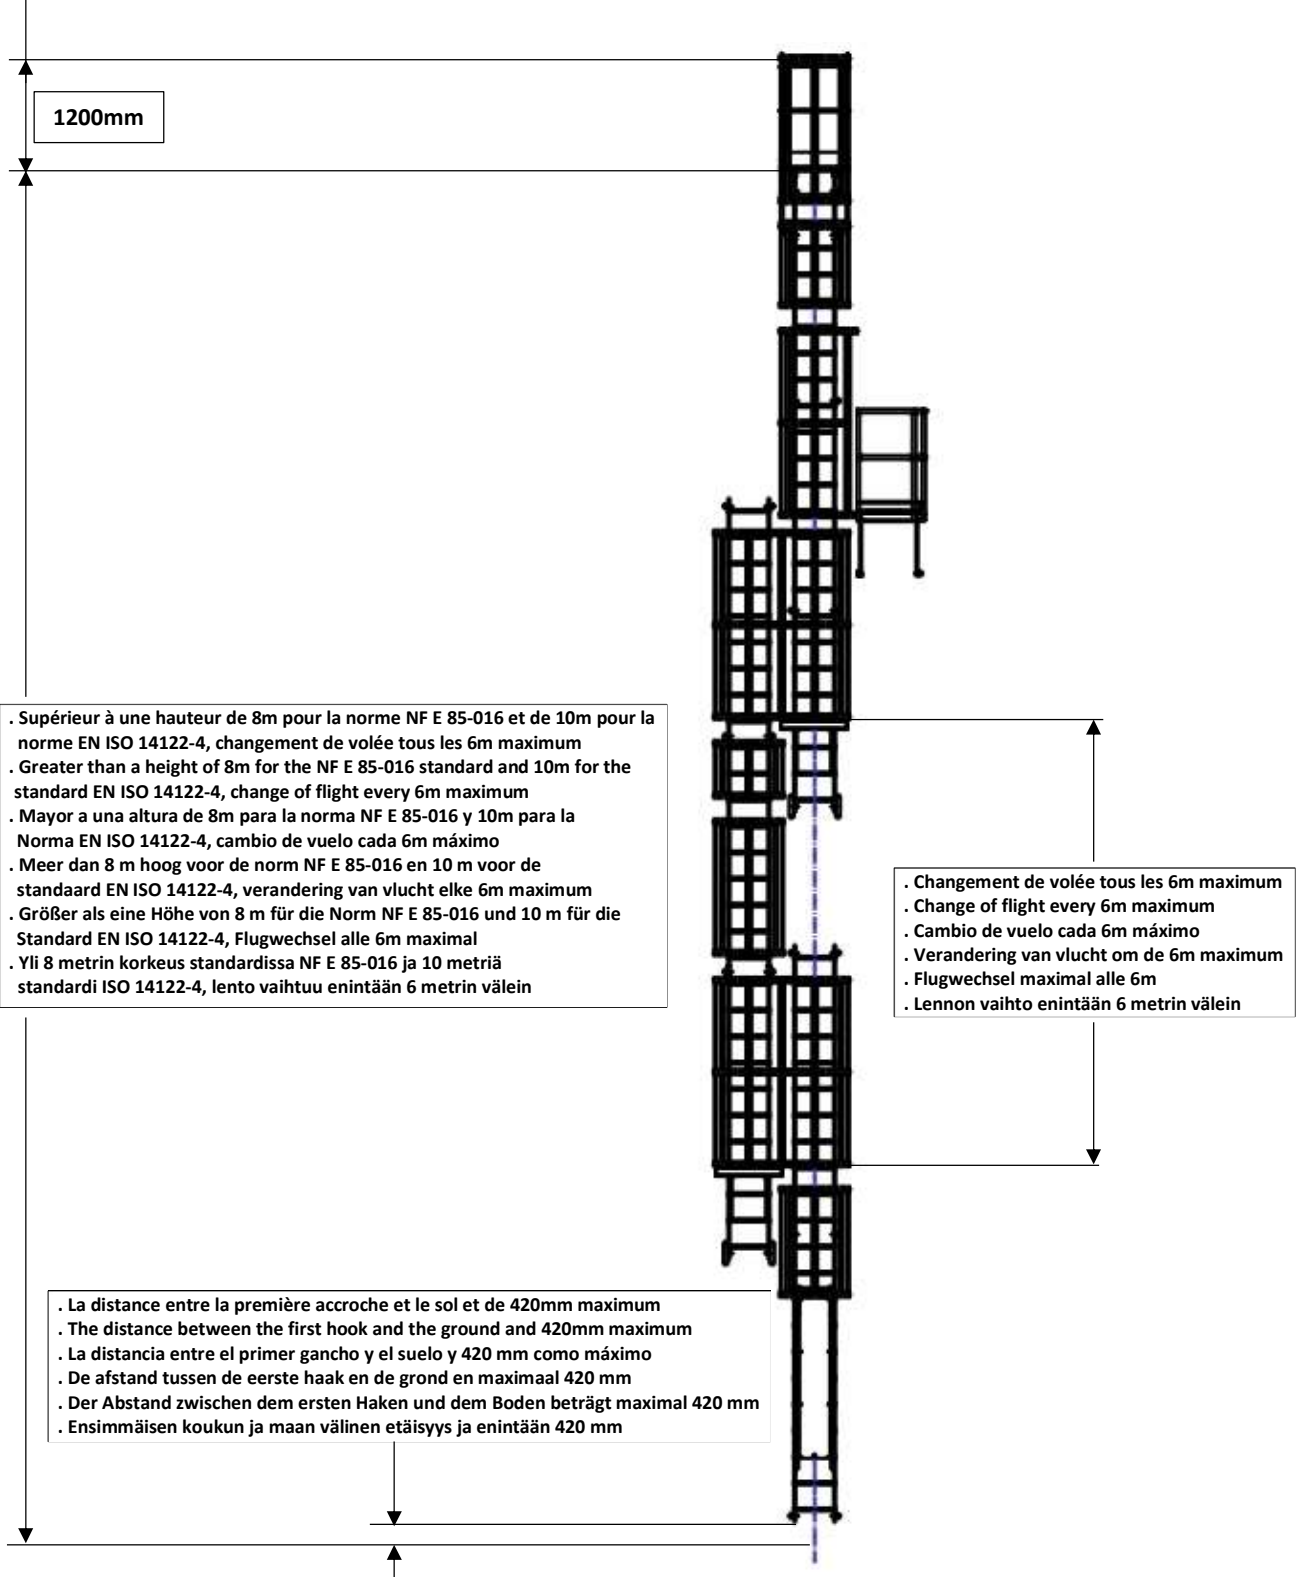 1200mm
. Supérieur à une hauteur de 8m pour la norme NF E 85-016 et de 10m pour la
norme EN ISO 14122-4, changement de volée tous les 6m maximum
. Greater than a height of 8m for the NF E 85-016 standard and 10m for the
standard EN ISO 14122-4, change of flight every 6m maximum
. Mayor a una altura de 8m para la norma NF E 85-016 y 10m para la
Norma EN ISO 14122-4, cambio de vuelo cada 6m máximo
. Meer dan 8 m hoog voor de norm NF E 85-016 en 10 m voor de
standaard EN ISO 14122-4, verandering van vlucht elke 6m maximum
. Größer als eine Höhe von 8 m für die Norm NF E 85-016 und 10 m für die
Standard EN ISO 14122-4, Flugwechsel alle 6m maximal
. Yli 8 metrin korkeus standardissa NF E 85-016 ja 10 metriä
standardi ISO 14122-4, lento vaihtuu enintään 6 metrin välein
. Changement de volée tous les 6m maximum
. Change of flight every 6m maximum
. Cambio de vuelo cada 6m máximo
. Verandering van vlucht om de 6m maximum
. Flugwechsel maximal alle 6m
. Lennon vaihto enintään 6 metrin välein
. La distance entre la première accroche et le sol et de 420mm maximum
. The distance between the first hook and the ground and 420mm maximum
. La distancia entre el primer gancho y el suelo y 420 mm como máximo
. De afstand tussen de eerste haak en de grond en maximaal 420 mm
. Der Abstand zwischen dem ersten Haken und dem Boden beträgt maximal 420 mm
. Ensimmäisen koukun ja maan välinen etäisyys ja enintään 420 mm